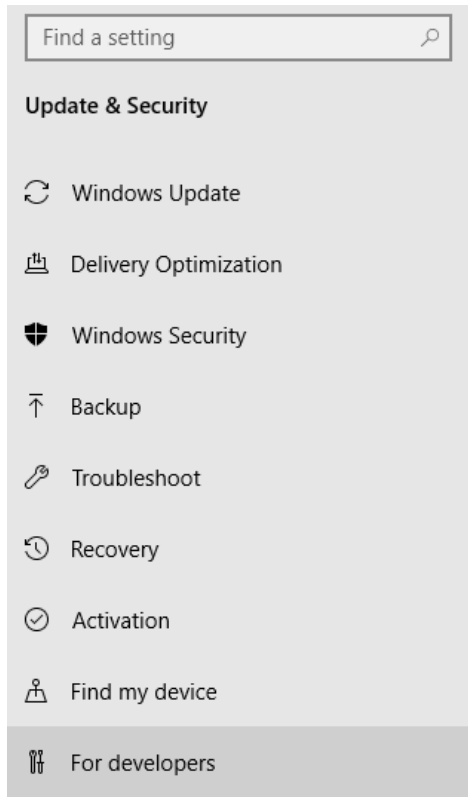 Find a setting
Update & Security
Windows Update
Delivery Optimization
Windows Security
Backup
Troubleshoot
Recovery
Activation
Find my device
For developers